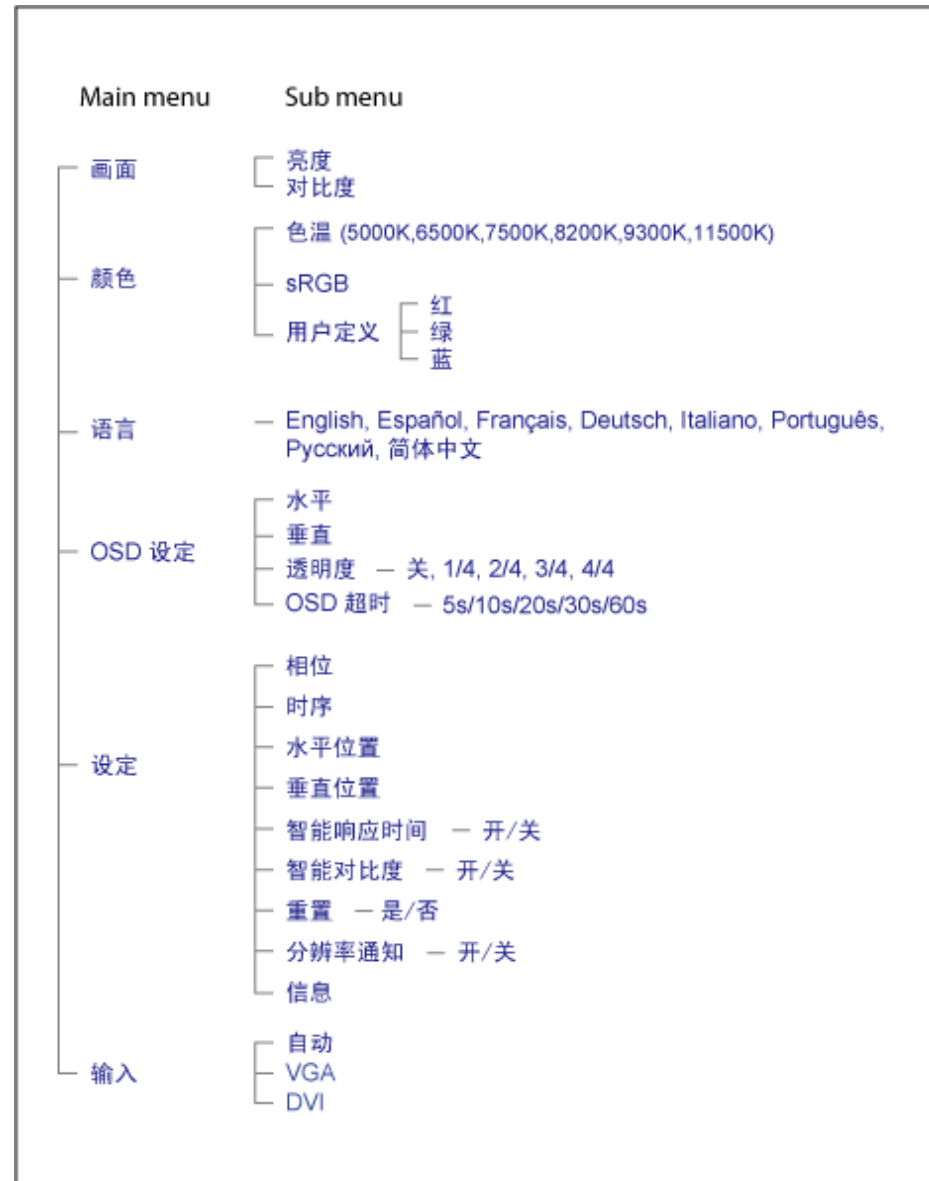 Main menu Sub menu
画面 亮度
对比度
色温 (5000K,6500K,7500K,8200K,9300K,11500K)
颜色 sRGB
用户定义 红
绿
蓝
语言 English, Español, Français, Deutsch, Italiano, Português,
Русский, 简体中文
水平
垂直
OSD 设定 透明度 — 关, 1/4, 2/4, 3/4, 4/4
OSD 超时 — 5s/10s/20s/30s/60s
相位
时序
水平位置
设定 垂直位置
智能响应时间 — 开/关
智能对比度 — 开/关
重置 — 是/否
分辨率通知 — 开/关
信息
自动
输入 VGA
DVI